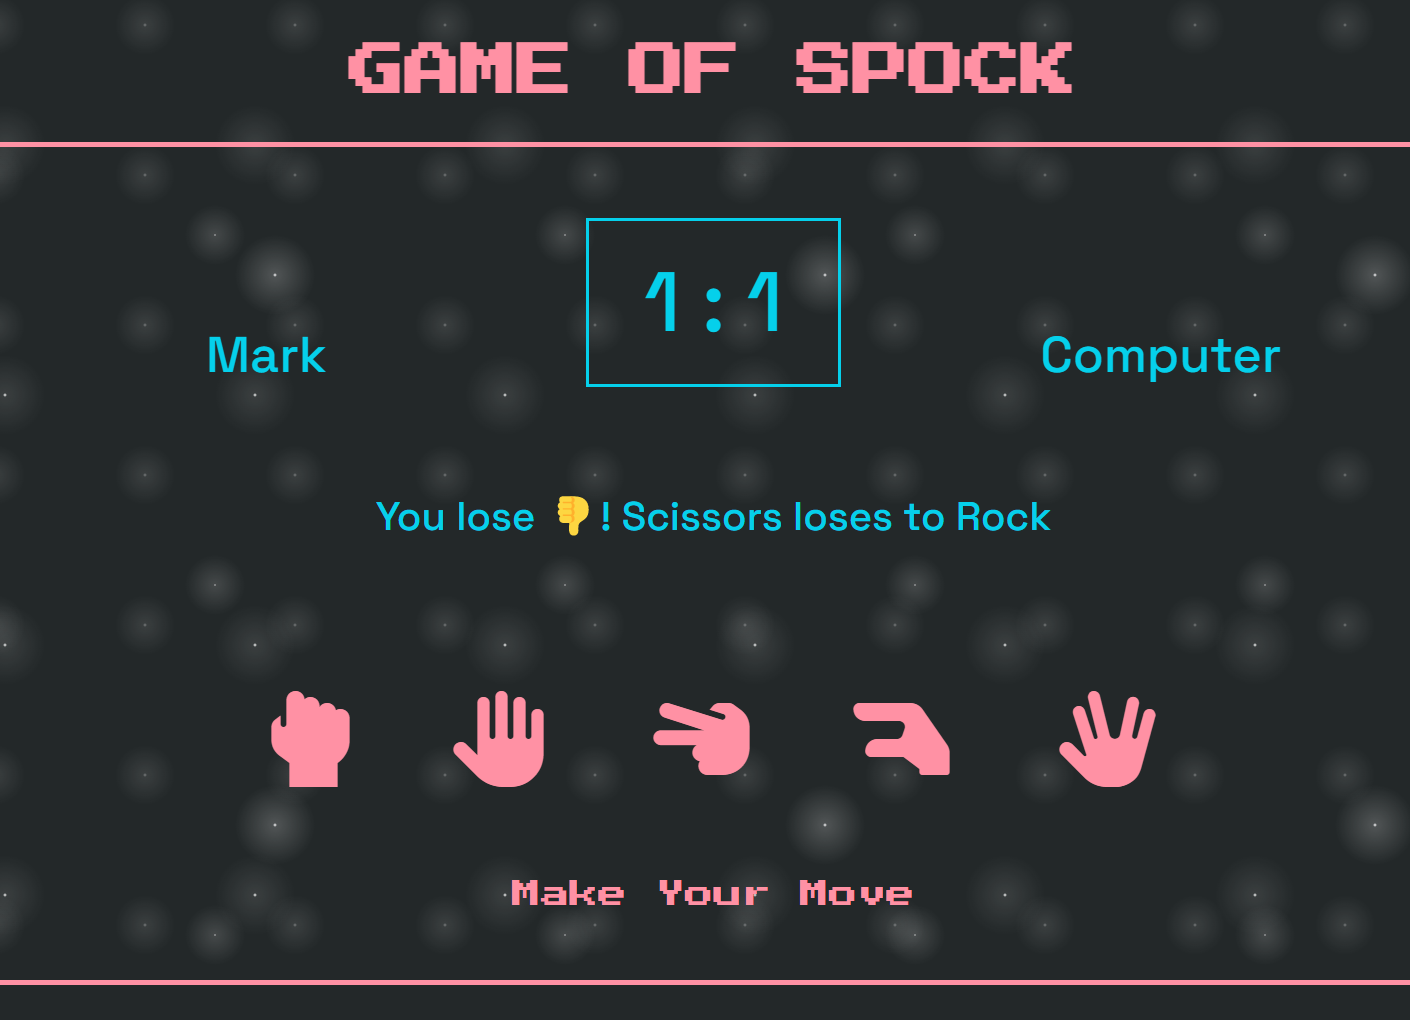 GAME OF SPOCK
1:1
Mark
Computer
You lose 👎! Scissors loses to Rock
Make Your Move